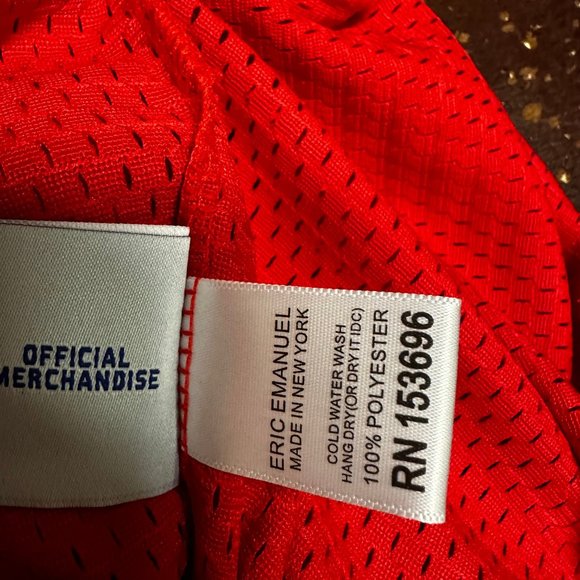 OFFICIAL
MERCHANDISE
ERIC EMANUEL
MADE IN NEW YORK
COLD WATER WASH
HANG DRY(OR DRY IT IDC)
100% POLYESTER
RN 153696